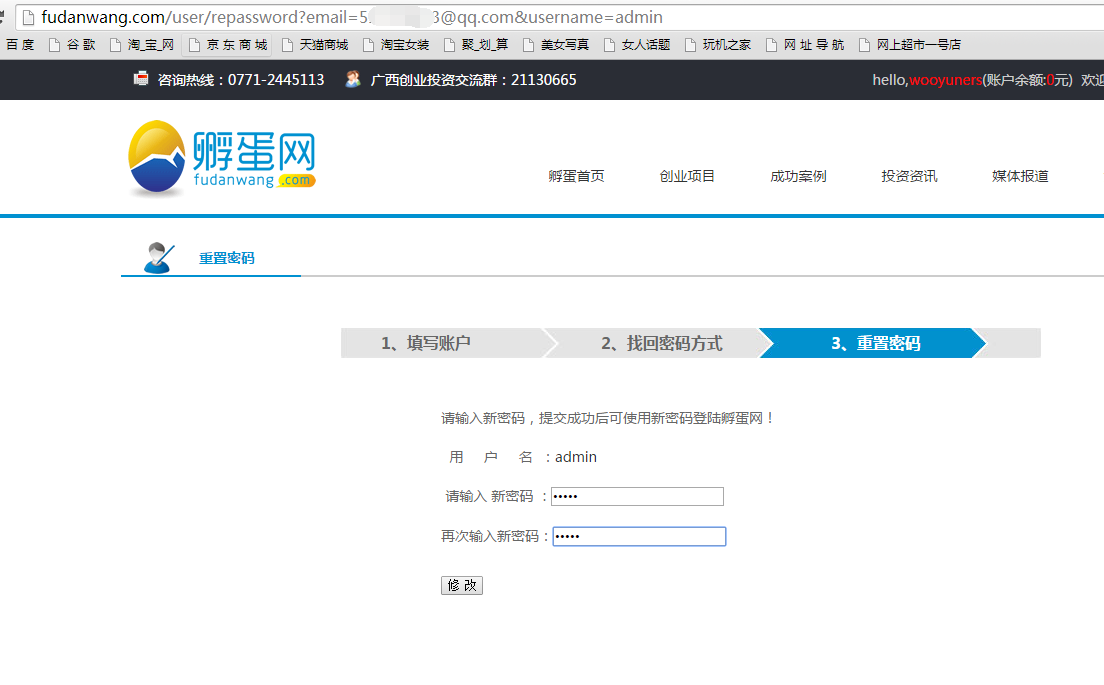 fudanwang.com/user/repassword?email=5 3@qq.com&username=admin
百 度 谷 歌 淘_宝_网 京 东 商 城 天猫商城 淘宝女装 聚_划_算 美女写真 女人话题 玩机之家 网 址 导 航 网上超市一号店
咨询热线：0771-2445113 广西创业投资交流群：21130665 hello,wooyuners(账户余额:0元) 欢迎
孵蛋网
fudanwang.com
孵蛋首页 创业项目 成功案例 投资资讯 媒体报道
重置密码
1、填写账户 2、找回密码方式 3、重置密码
请输入新密码，提交成功后可使用新密码登陆孵蛋网！
用 户 名 ：admin
请输入 新密码 ：•••••
再次输入新密码：•••••
修 改